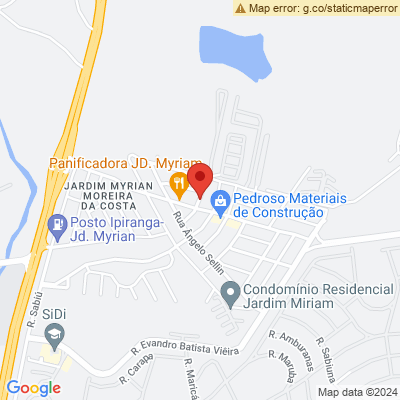 Map error: g.co/staticmaperror
Panificadora JD. Myriam
JARDIM MYRIAN
MOREIRA
DA COSTA
Pedroso Materiais
de Construção
Posto Ipiranga-
Jd. Myrian
Rua Ângelo Sellin
Condomínio Residencial
Jardim Miriam
R. Sabiú
SiDi
R. Evandro Batista Viêira
R. Carapá
R. Maricá
R. Amburanas
R. Maruba
R. Sabiuna
Google
Map data ©2024